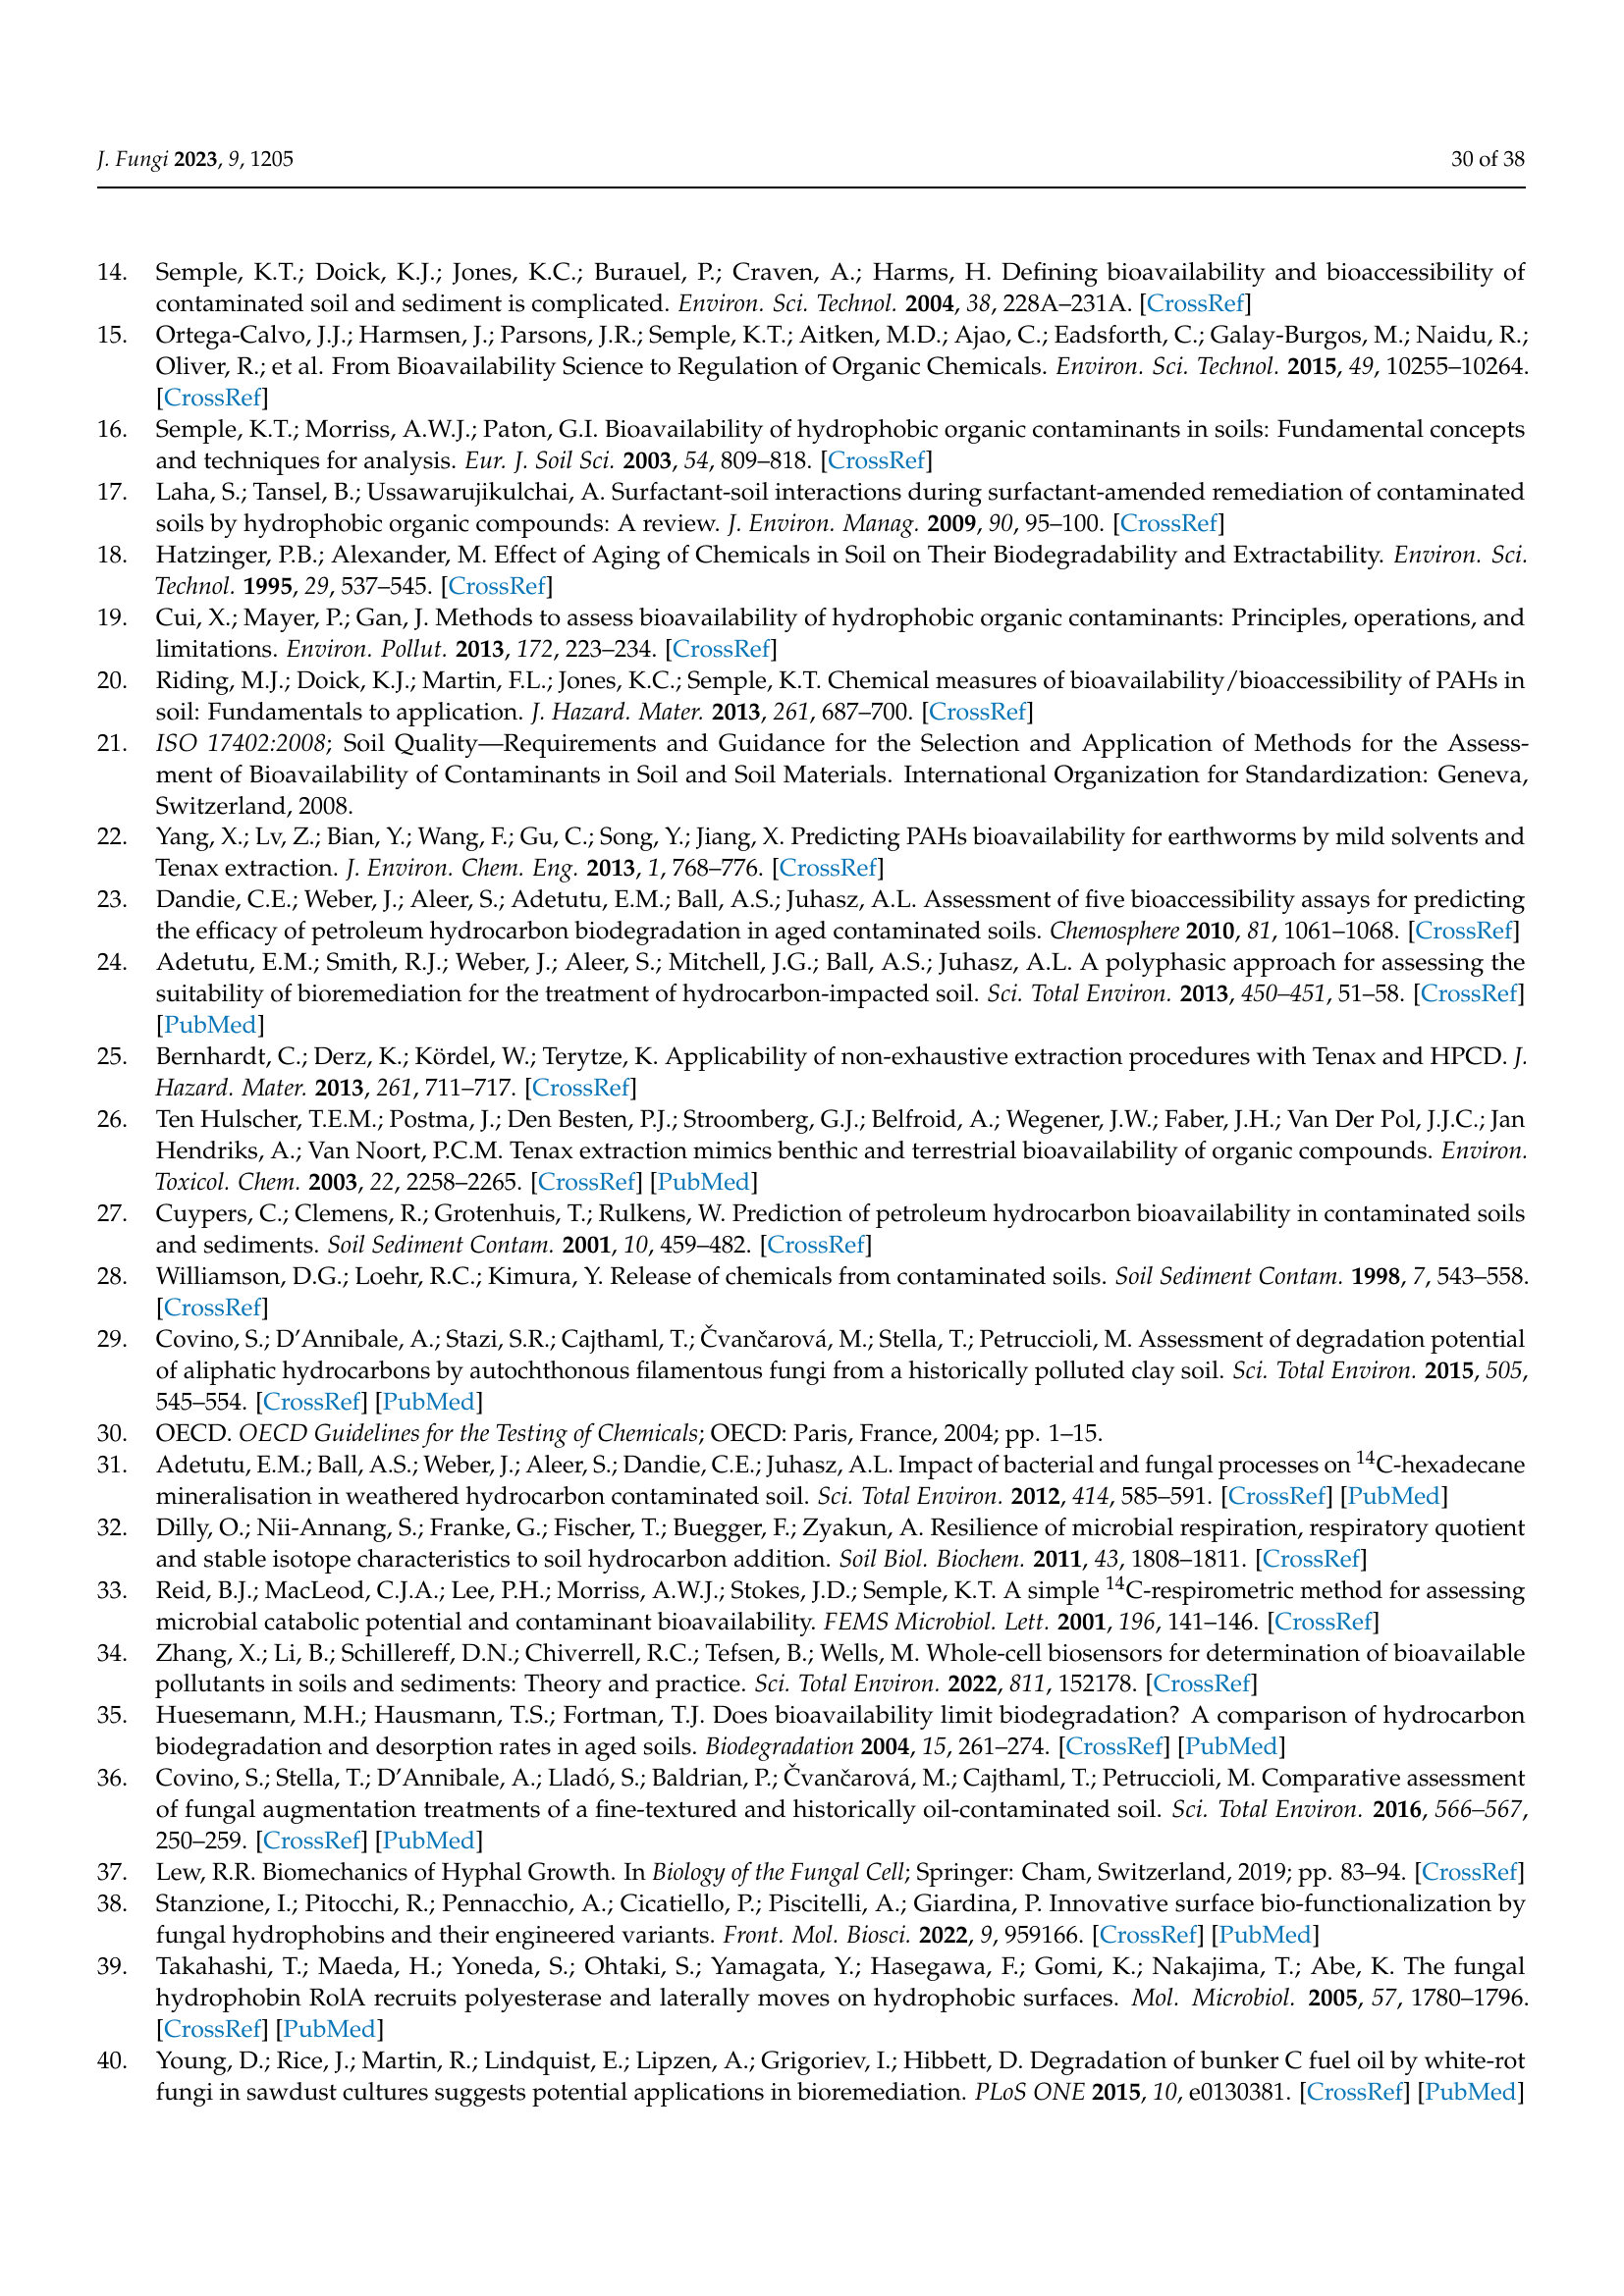 J. Fungi 2023, 9, 1205
30 of 38
14. Semple, K.T.; Doick, K.J.; Jones, K.C.; Burauel, P.; Craven, A.; Harms, H. Defining bioavailability and bioaccessibility of
contaminated soil and sediment is complicated. Environ. Sci. Technol. 2004, 38, 228A–231A. [CrossRef]
15. Ortega-Calvo, J.J.; Harmsen, J.; Parsons, J.R.; Semple, K.T.; Aitken, M.D.; Ajao, C.; Eadsforth, C.; Galay-Burgos, M.; Naidu, R.;
Oliver, R.; et al. From Bioavailability Science to Regulation of Organic Chemicals. Environ. Sci. Technol. 2015, 49, 10255–10264.
[CrossRef]
16. Semple, K.T.; Morriss, A.W.J.; Paton, G.I. Bioavailability of hydrophobic organic contaminants in soils: Fundamental concepts
and techniques for analysis. Eur. J. Soil Sci. 2003, 54, 809–818. [CrossRef]
17. Laha, S.; Tansel, B.; Ussawarujikulchai, A. Surfactant-soil interactions during surfactant-amended remediation of contaminated
soils by hydrophobic organic compounds: A review. J. Environ. Manag. 2009, 90, 95–100. [CrossRef]
18. Hatzinger, P.B.; Alexander, M. Effect of Aging of Chemicals in Soil on Their Biodegradability and Extractability. Environ. Sci.
Technol. 1995, 29, 537–545. [CrossRef]
19. Cui, X.; Mayer, P.; Gan, J. Methods to assess bioavailability of hydrophobic organic contaminants: Principles, operations, and
limitations. Environ. Pollut. 2013, 172, 223–234. [CrossRef]
20. Riding, M.J.; Doick, K.J.; Martin, F.L.; Jones, K.C.; Semple, K.T. Chemical measures of bioavailability/bioaccessibility of PAHs in
soil: Fundamentals to application. J. Hazard. Mater. 2013, 261, 687–700. [CrossRef]
21. ISO 17402:2008; Soil Quality—Requirements and Guidance for the Selection and Application of Methods for the Assess-
ment of Bioavailability of Contaminants in Soil and Soil Materials. International Organization for Standardization: Geneva,
Switzerland, 2008.
22. Yang, X.; Lv, Z.; Bian, Y.; Wang, F.; Gu, C.; Song, Y.; Jiang, X. Predicting PAHs bioavailability for earthworms by mild solvents and
Tenax extraction. J. Environ. Chem. Eng. 2013, 1, 768–776. [CrossRef]
23. Dandie, C.E.; Weber, J.; Aleer, S.; Adetutu, E.M.; Ball, A.S.; Juhasz, A.L. Assessment of five bioaccessibility assays for predicting
the efficacy of petroleum hydrocarbon biodegradation in aged contaminated soils. Chemosphere 2010, 81, 1061–1068. [CrossRef]
24. Adetutu, E.M.; Smith, R.J.; Weber, J.; Aleer, S.; Mitchell, J.G.; Ball, A.S.; Juhasz, A.L. A polyphasic approach for assessing the
suitability of bioremediation for the treatment of hydrocarbon-impacted soil. Sci. Total Environ. 2013, 450–451, 51–58. [CrossRef]
[PubMed]
25. Bernhardt, C.; Derz, K.; Kördel, W.; Terytze, K. Applicability of non-exhaustive extraction procedures with Tenax and HPCD. J.
Hazard. Mater. 2013, 261, 711–717. [CrossRef]
26. Ten Hulscher, T.E.M.; Postma, J.; Den Besten, P.J.; Stroomberg, G.J.; Belfroid, A.; Wegener, J.W.; Faber, J.H.; Van Der Pol, J.J.C.; Jan
Hendriks, A.; Van Noort, P.C.M. Tenax extraction mimics benthic and terrestrial bioavailability of organic compounds. Environ.
Toxicol. Chem. 2003, 22, 2258–2265. [CrossRef] [PubMed]
27. Cuypers, C.; Clemens, R.; Grotenhuis, T.; Rulkens, W. Prediction of petroleum hydrocarbon bioavailability in contaminated soils
and sediments. Soil Sediment Contam. 2001, 10, 459–482. [CrossRef]
28. Williamson, D.G.; Loehr, R.C.; Kimura, Y. Release of chemicals from contaminated soils. Soil Sediment Contam. 1998, 7, 543–558.
[CrossRef]
29. Covino, S.; D’Annibale, A.; Stazi, S.R.; Cajthaml, T.; Čvančarová, M.; Stella, T.; Petruccioli, M. Assessment of degradation potential
of aliphatic hydrocarbons by autochthonous filamentous fungi from a historically polluted clay soil. Sci. Total Environ. 2015, 505,
545–554. [CrossRef] [PubMed]
30. OECD. OECD Guidelines for the Testing of Chemicals; OECD: Paris, France, 2004; pp. 1–15.
31. Adetutu, E.M.; Ball, A.S.; Weber, J.; Aleer, S.; Dandie, C.E.; Juhasz, A.L. Impact of bacterial and fungal processes on ¹⁴C-hexadecane
mineralisation in weathered hydrocarbon contaminated soil. Sci. Total Environ. 2012, 414, 585–591. [CrossRef] [PubMed]
32. Dilly, O.; Nii-Annang, S.; Franke, G.; Fischer, T.; Buegger, F.; Zyakun, A. Resilience of microbial respiration, respiratory quotient
and stable isotope characteristics to soil hydrocarbon addition. Soil Biol. Biochem. 2011, 43, 1808–1811. [CrossRef]
33. Reid, B.J.; MacLeod, C.J.A.; Lee, P.H.; Morriss, A.W.J.; Stokes, J.D.; Semple, K.T. A simple ¹⁴C-respirometric method for assessing
microbial catabolic potential and contaminant bioavailability. FEMS Microbiol. Lett. 2001, 196, 141–146. [CrossRef]
34. Zhang, X.; Li, B.; Schillereff, D.N.; Chiverrell, R.C.; Tefsen, B.; Wells, M. Whole-cell biosensors for determination of bioavailable
pollutants in soils and sediments: Theory and practice. Sci. Total Environ. 2022, 811, 152178. [CrossRef]
35. Huesemann, M.H.; Hausmann, T.S.; Fortman, T.J. Does bioavailability limit biodegradation? A comparison of hydrocarbon
biodegradation and desorption rates in aged soils. Biodegradation 2004, 15, 261–274. [CrossRef] [PubMed]
36. Covino, S.; Stella, T.; D’Annibale, A.; Lladó, S.; Baldrian, P.; Čvančarová, M.; Cajthaml, T.; Petruccioli, M. Comparative assessment
of fungal augmentation treatments of a fine-textured and historically oil-contaminated soil. Sci. Total Environ. 2016, 566–567,
250–259. [CrossRef] [PubMed]
37. Lew, R.R. Biomechanics of Hyphal Growth. In Biology of the Fungal Cell; Springer: Cham, Switzerland, 2019; pp. 83–94. [CrossRef]
38. Stanzione, I.; Pitocchi, R.; Pennacchio, A.; Cicatiello, P.; Piscitelli, A.; Giardina, P. Innovative surface bio-functionalization by
fungal hydrophobins and their engineered variants. Front. Mol. Biosci. 2022, 9, 959166. [CrossRef] [PubMed]
39. Takahashi, T.; Maeda, H.; Yoneda, S.; Ohtaki, S.; Yamagata, Y.; Hasegawa, F.; Gomi, K.; Nakajima, T.; Abe, K. The fungal
hydrophobin RolA recruits polyesterase and laterally moves on hydrophobic surfaces. Mol. Microbiol. 2005, 57, 1780–1796.
[CrossRef] [PubMed]
40. Young, D.; Rice, J.; Martin, R.; Lindquist, E.; Lipzen, A.; Grigoriev, I.; Hibbett, D. Degradation of bunker C fuel oil by white-rot
fungi in sawdust cultures suggests potential applications in bioremediation. PLoS ONE 2015, 10, e0130381. [CrossRef] [PubMed]